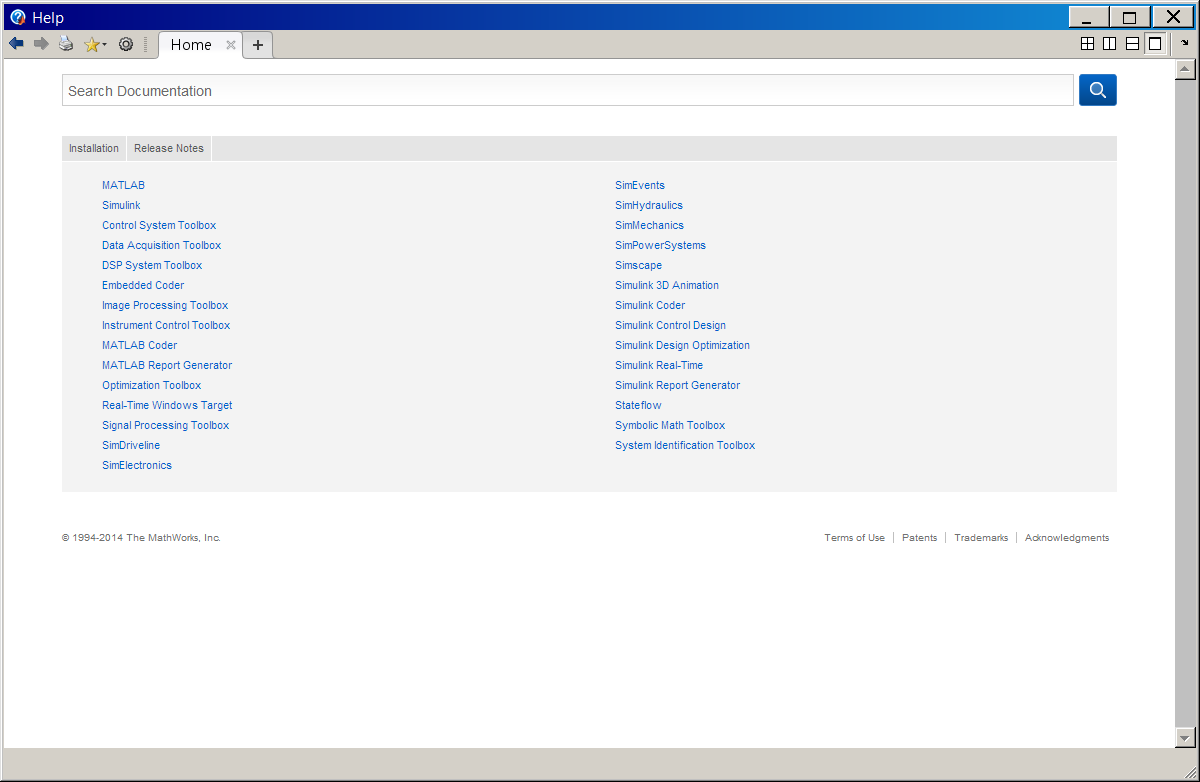 Help
Home
Search Documentation
Installation Release Notes
MATLAB
Simulink
Control System Toolbox
Data Acquisition Toolbox
DSP System Toolbox
Embedded Coder
Image Processing Toolbox
Instrument Control Toolbox
MATLAB Coder
MATLAB Report Generator
Optimization Toolbox
Real-Time Windows Target
Signal Processing Toolbox
SimDriveline
SimElectronics
SimEvents
SimHydraulics
SimMechanics
SimPowerSystems
Simscape
Simulink 3D Animation
Simulink Coder
Simulink Control Design
Simulink Design Optimization
Simulink Real-Time
Simulink Report Generator
Stateflow
Symbolic Math Toolbox
System Identification Toolbox
© 1994-2014 The MathWorks, Inc.
Terms of Use | Patents | Trademarks | Acknowledgments